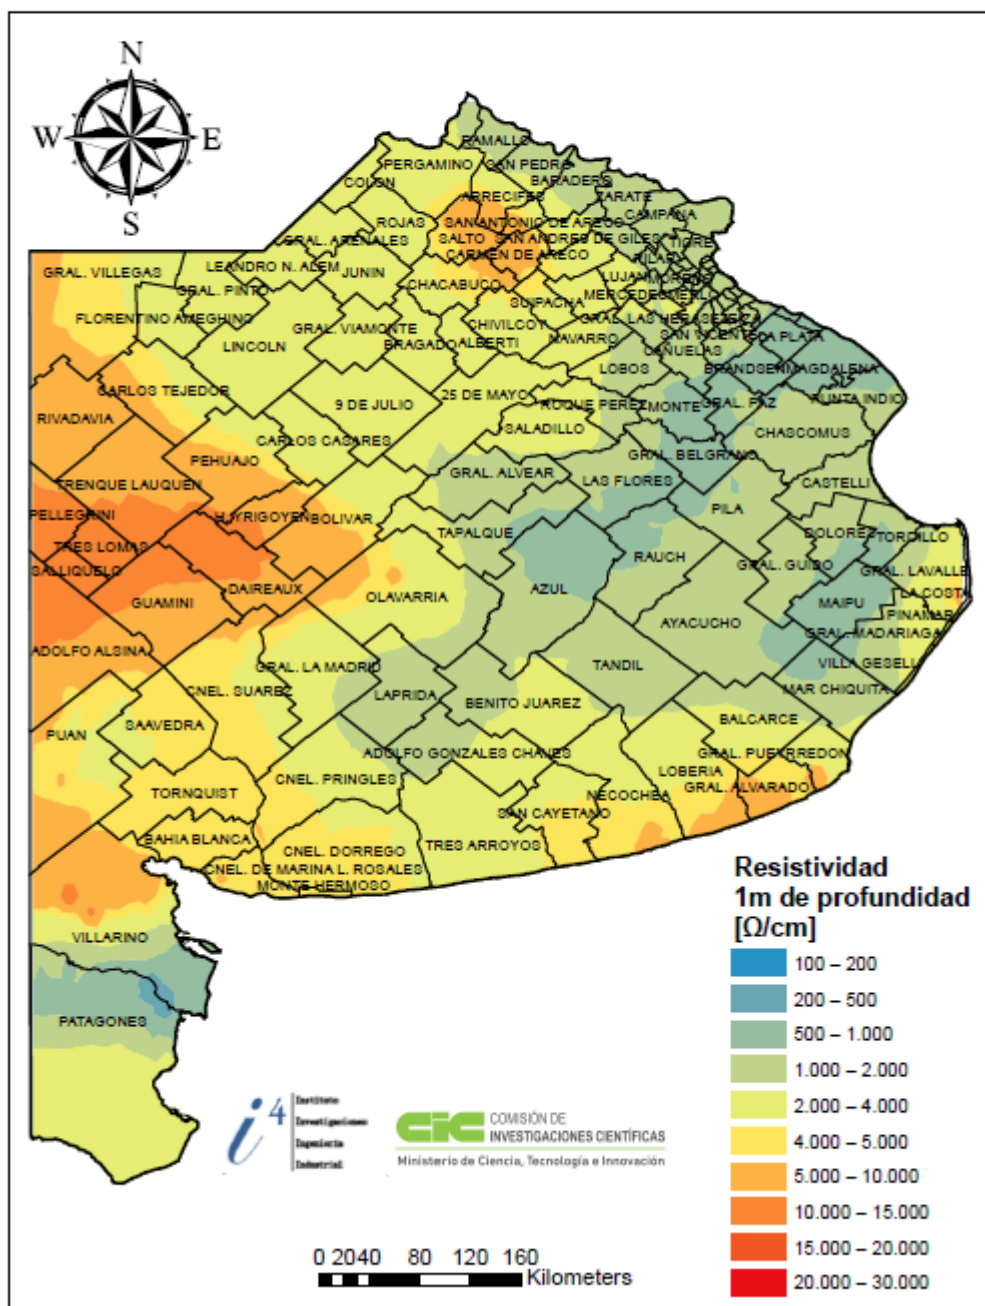 N
W E
S
RAMALLO
PERGAMINO SAN PEDRO
COLON BARADERO
ARRECIFES ZARATE
ROJAS SAN ANTONIO DE ARECO CAMPANA
GRAL. ARENALES SALTO SAN ANDRES DE GILES TIGRE
CARMEN DE ARECO PILAR
GRAL. VILLEGAS LEANDRO N. ALEM JUNIN
GRAL. PINTO CHACABUCO LUJAN MORENO
MERCEDES MERLI
FLORENTINO AMEGHINO SUIPACHA
GRAL. VIAMONTE CHIVILCOY GRAL. LAS HERAS EZEIZA
LINCOLN BRAGADO ALBERTI NAVARRO SAN VICENTE LA PLATA
CAÑUELAS
LOBOS BRANDSEN MAGDALENA
CARLOS TEJEDOR 25 DE MAYO
RIVADAVIA 9 DE JULIO ROQUE PEREZ MONTE GRAL. PAZ PUNTA INDIO
SALADILLO CHASCOMUS
CARLOS CASARES
PEHUAJO GRAL. BELGRANO
TRENQUE LAUQUEN GRAL. ALVEAR LAS FLORES CASTELLI
PELLEGRINI H. YRIGOYEN BOLIVAR PILA
TRES LOMAS TAPALQUE DOLORES TORDILLO
SALLIQUELO RAUCH GRAL. GUIDO GRAL. LAVALLE
GUAMINI DAIREAUX OLAVARRIA AZUL LA COSTA
MAIPU PINAMAR
AYACUCHO GRAL. MADARIAGA
ADOLFO ALSINA
GRAL. LA MADRID TANDIL VILLA GESELL
CNEL. SUAREZ LAPRIDA MAR CHIQUITA
BENITO JUAREZ
SAAVEDRA BALCARCE
PUAN
ADOLFO GONZALES CHAVES GRAL. PUEYRREDON
CNEL. PRINGLES LOBERIA
TORNQUIST NECOCHEA GRAL. ALVARADO
SAN CAYETANO
BAHIA BLANCA
CNEL. DORREGO TRES ARROYOS
CNEL. DE MARINA L. ROSALES
MONTE HERMOSO
VILLARINO
PATAGONES
Resistividad
1m de profundidad
[Ω/cm]
100 – 200
200 – 500
500 – 1.000
1.000 – 2.000
2.000 – 4.000
4.000 – 5.000
5.000 – 10.000
10.000 – 15.000
15.000 – 20.000
20.000 – 30.000
i4
Instituto
Investigaciones
Ingeniería
Industrial
CIC COMISIÓN DE
INVESTIGACIONES CIENTÍFICAS
Ministerio de Ciencia, Tecnología e Innovación
0 20 40 80 120 160
Kilometers